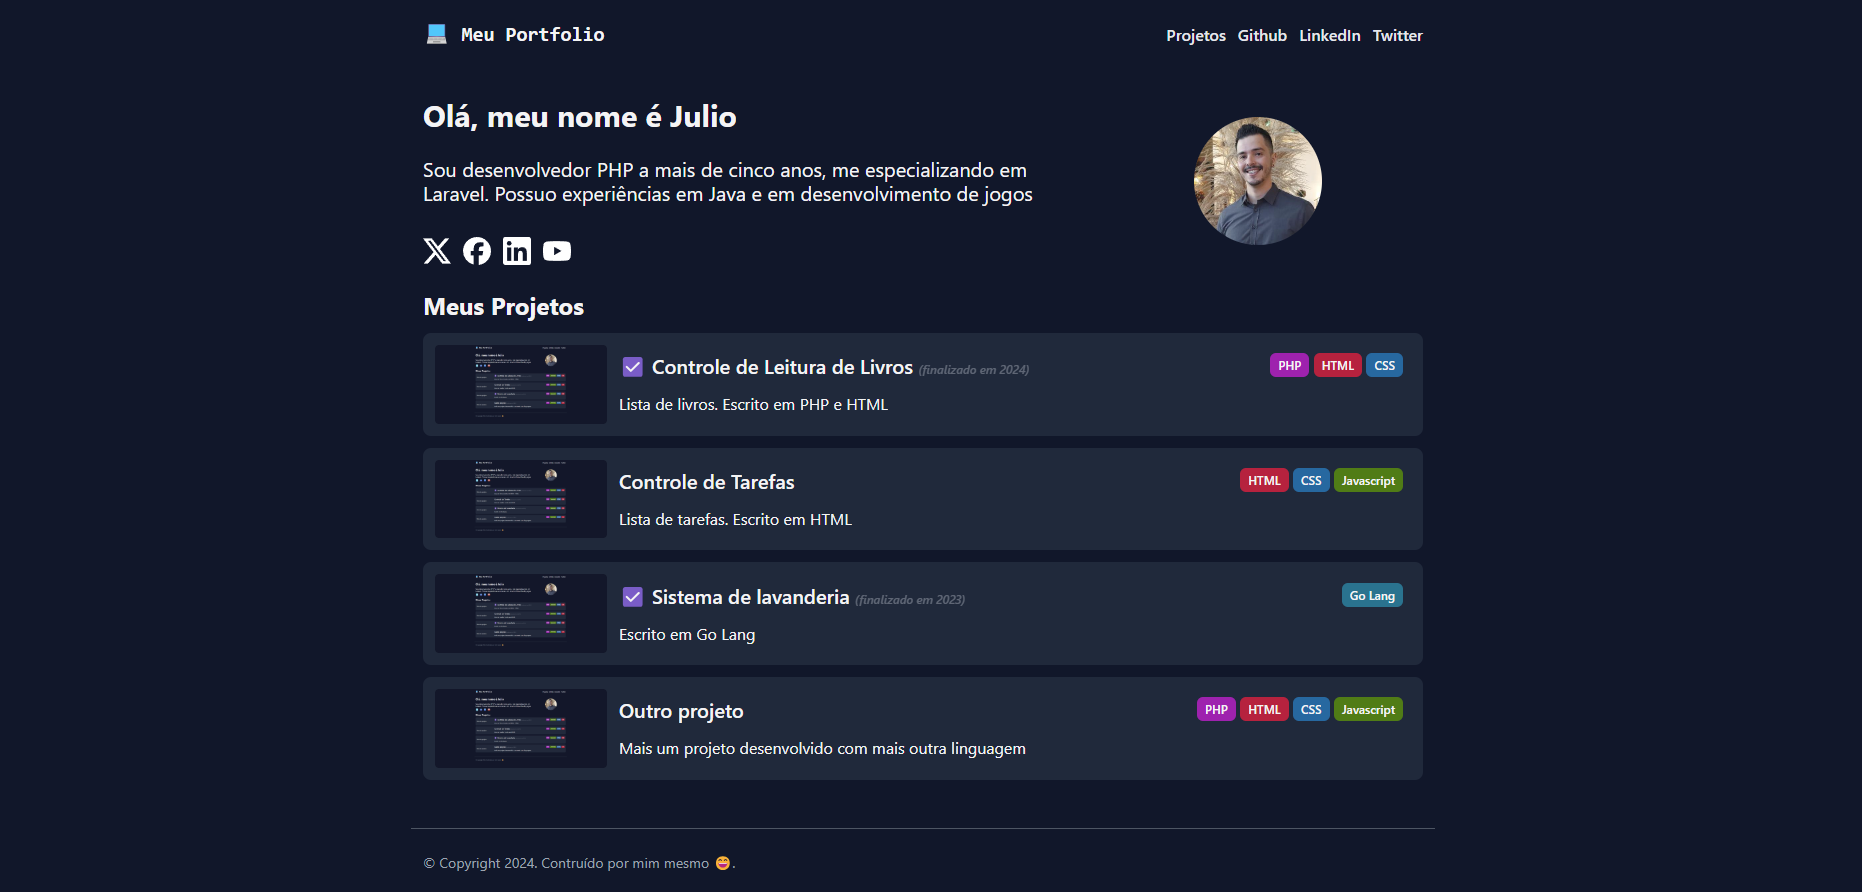 Meu Portfolio
Projetos Github LinkedIn Twitter
Olá, meu nome é Julio
Sou desenvolvedor PHP a mais de cinco anos, me especializando em
Laravel. Possuo experiências em Java e em desenvolvimento de jogos
Meus Projetos
Controle de Leitura de Livros (finalizado em 2024) PHP HTML CSS
Lista de livros. Escrito em PHP e HTML
Controle de Tarefas HTML CSS Javascript
Lista de tarefas. Escrito em HTML
Sistema de lavanderia (finalizado em 2023) Go Lang
Escrito em Go Lang
Outro projeto PHP HTML CSS Javascript
Mais um projeto desenvolvido com mais outra linguagem
© Copyright 2024. Contruído por mim mesmo 😄.